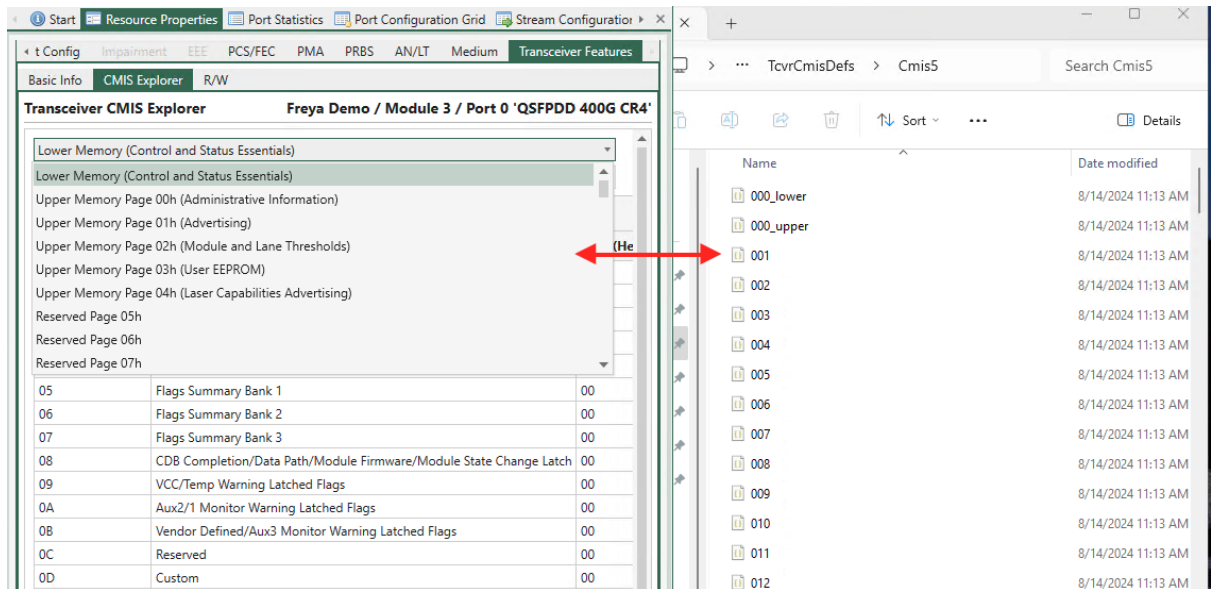 Start Resource Properties Port Statistics Port Configuration Grid Stream Configuration
t Config Impairment EEE PCS/FEC PMA PRBS AN/LT Medium Transceiver Features
Basic Info CMIS Explorer R/W
Transceiver CMIS Explorer Freya Demo / Module 3 / Port 0 'QSFPDD 400G CR4'
Lower Memory (Control and Status Essentials)
Lower Memory (Control and Status Essentials)
Upper Memory Page 00h (Administrative Information)
Upper Memory Page 01h (Advertising)
Upper Memory Page 02h (Module and Lane Thresholds)
(He
Upper Memory Page 03h (User EEPROM)
Upper Memory Page 04h (Laser Capabilities Advertising)
Reserved Page 05h
Reserved Page 06h
Reserved Page 07h
05 Flags Summary Bank 1 00
06 Flags Summary Bank 2 00
07 Flags Summary Bank 3 00
08 CDB Completion/Data Path/Module Firmware/Module State Change Latch 00
09 VCC/Temp Warning Latched Flags 00
0A Aux2/1 Monitor Warning Latched Flags 00
0B Vendor Defined/Aux3 Monitor Warning Latched Flags 00
0C Reserved 00
0D Custom 00
TcvrCmisDefs > Cmis5 Search Cmis5
Sort Details
Name Date modified
000_lower 8/14/2024 11:13 AM
000_upper 8/14/2024 11:13 AM
001 8/14/2024 11:13 AM
002 8/14/2024 11:13 AM
003 8/14/2024 11:13 AM
004 8/14/2024 11:13 AM
005 8/14/2024 11:13 AM
006 8/14/2024 11:13 AM
007 8/14/2024 11:13 AM
008 8/14/2024 11:13 AM
009 8/14/2024 11:13 AM
010 8/14/2024 11:13 AM
011 8/14/2024 11:13 AM
012 8/14/2024 11:13 AM